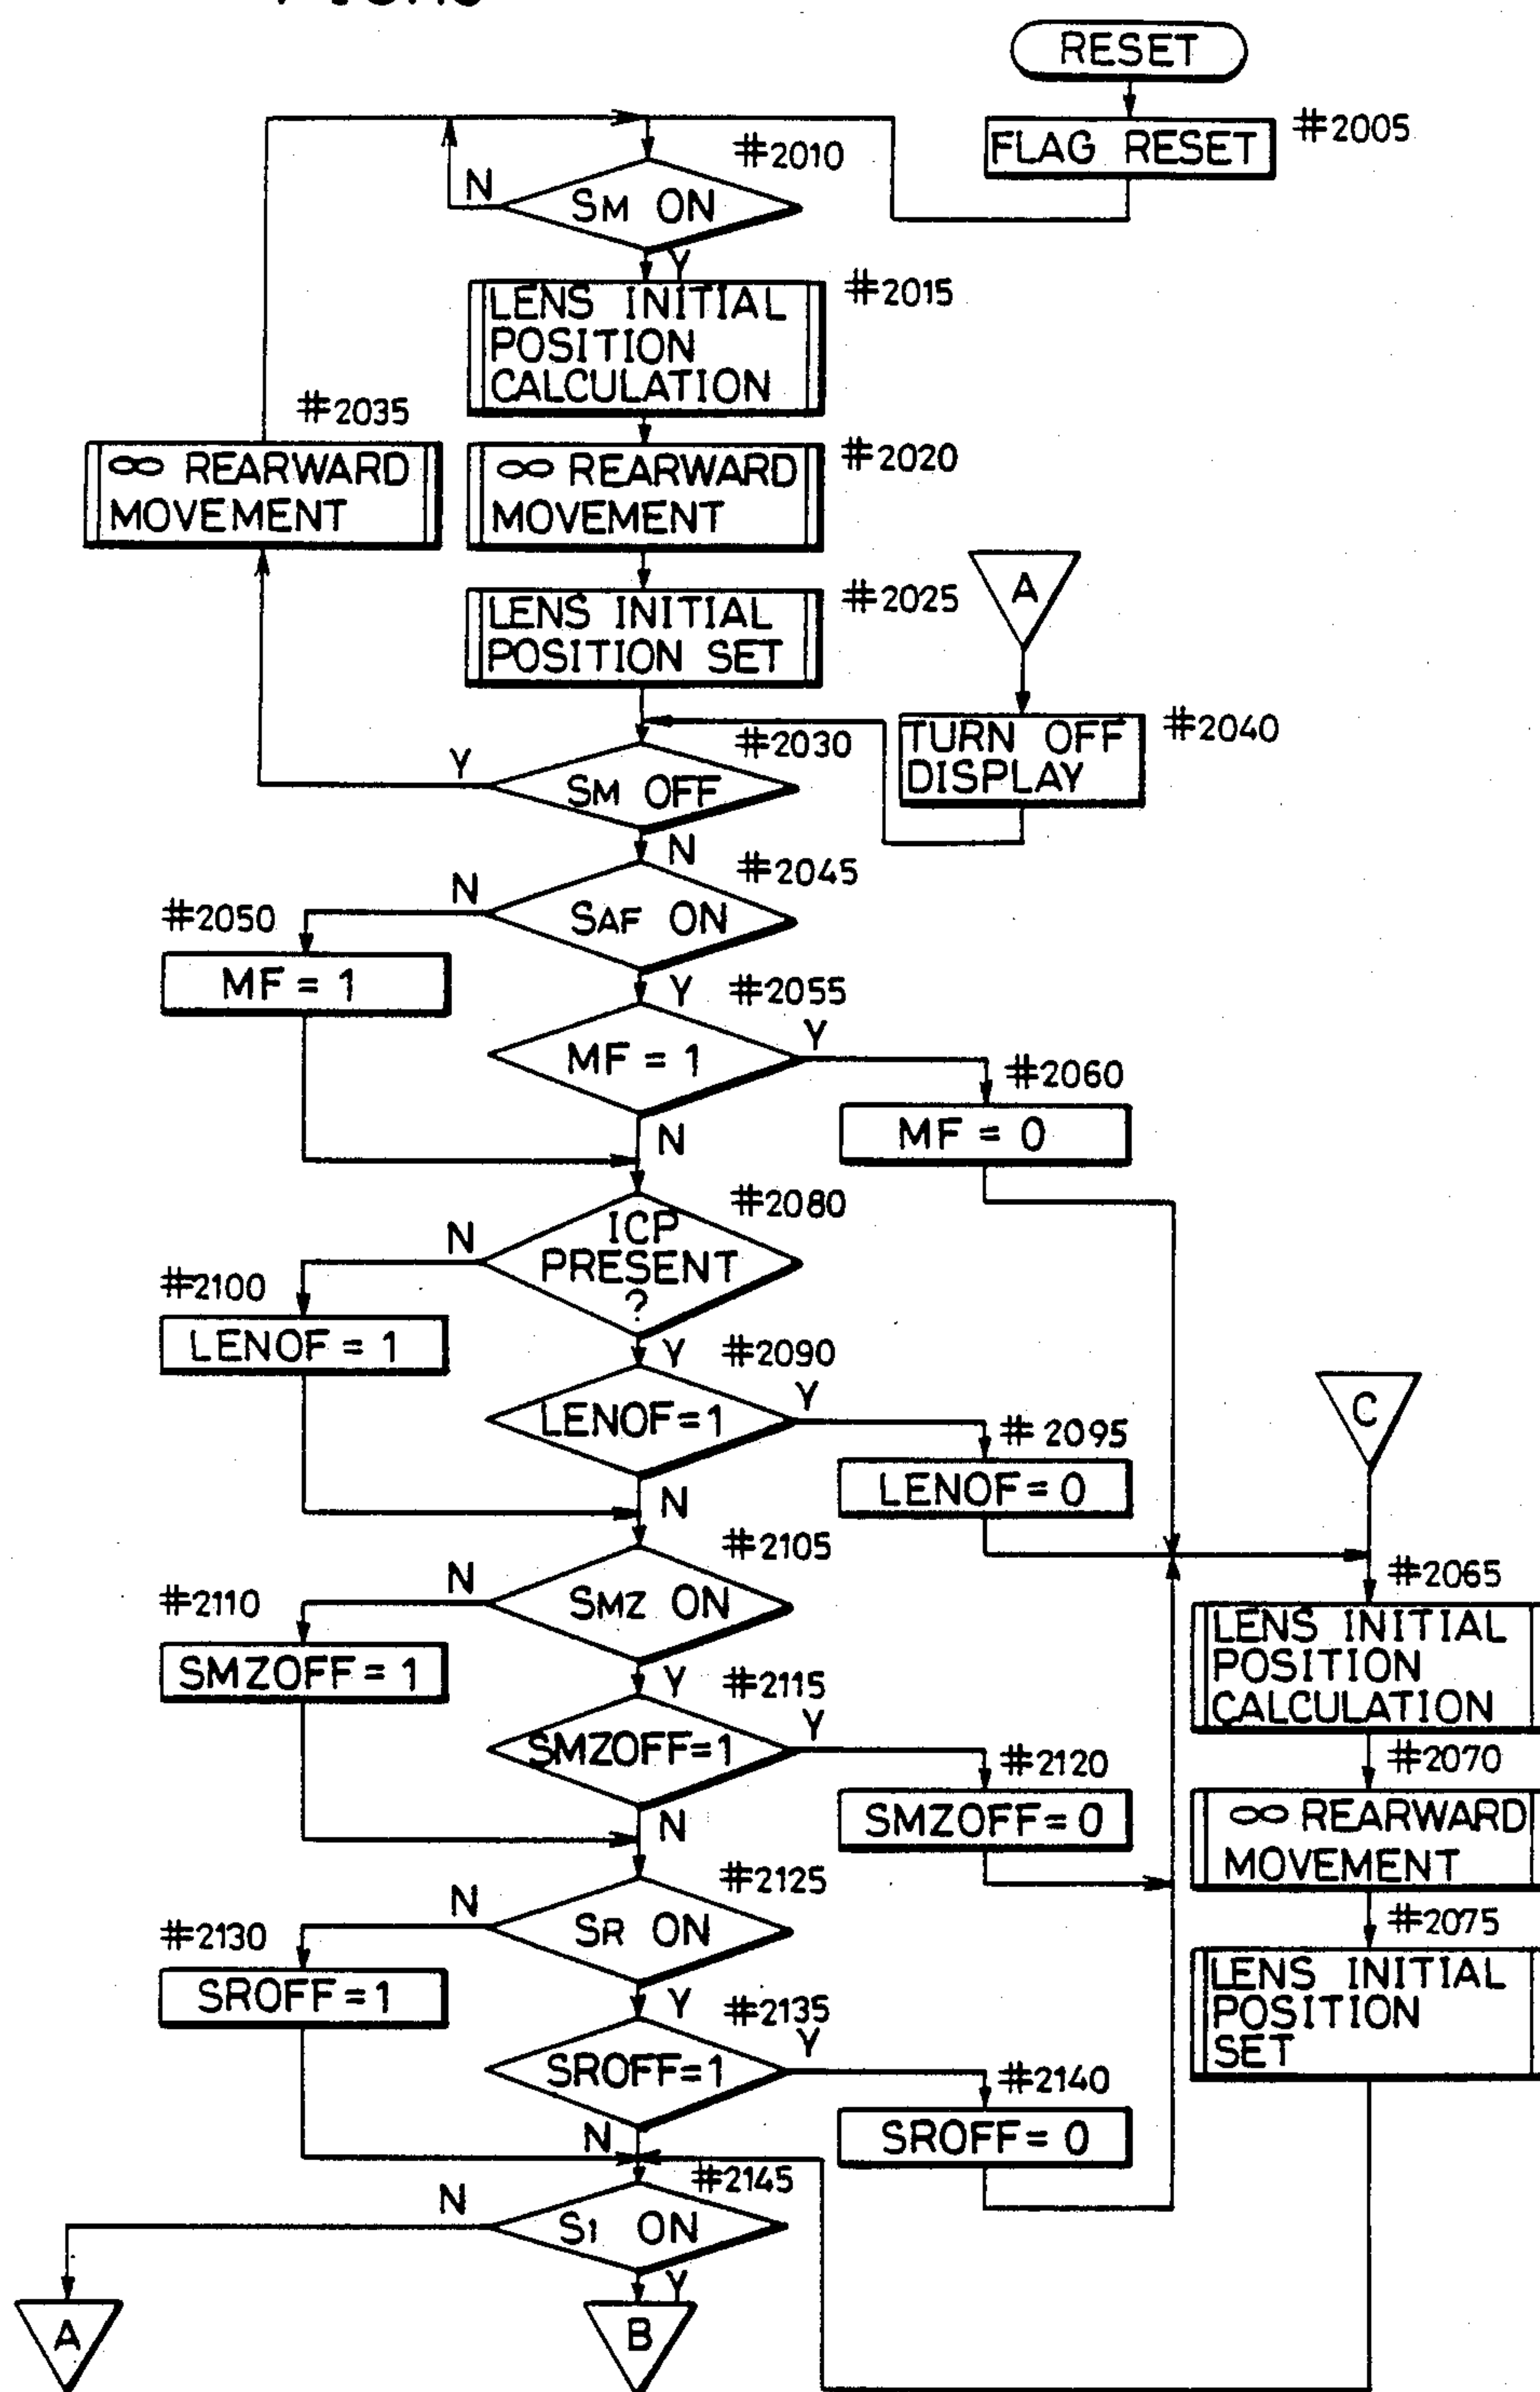 RESET
FLAG RESET
#2005
#2010
N
SM ON
Y
LENS INITIAL
POSITION
CALCULATION
#2015
#2035
∞ REARWARD
MOVEMENT
∞ REARWARD
MOVEMENT
#2020
LENS INITIAL
POSITION SET
#2025
A
TURN OFF
DISPLAY
#2040
#2030
Y
SM OFF
N
#2045
N
SAF ON
#2050
MF = 1
Y
#2055
MF = 1
Y
#2060
MF = 0
N
#2080
N
ICP
PRESENT
?
#2100
LENOF = 1
Y
#2090
LENOF=1
Y
#2095
LENOF = 0
N
C
#2105
N
SMZ ON
#2110
SMZOFF = 1
Y
#2115
SMZOFF=1
Y
#2120
SMZOFF = 0
N
#2065
LENS INITIAL
POSITION
CALCULATION
#2070
∞ REARWARD
MOVEMENT
#2075
LENS INITIAL
POSITION
SET
#2125
N
SR ON
#2130
SROFF = 1
Y
#2135
SROFF=1
Y
#2140
SROFF = 0
N
#2145
N
S1 ON
Y
A
B